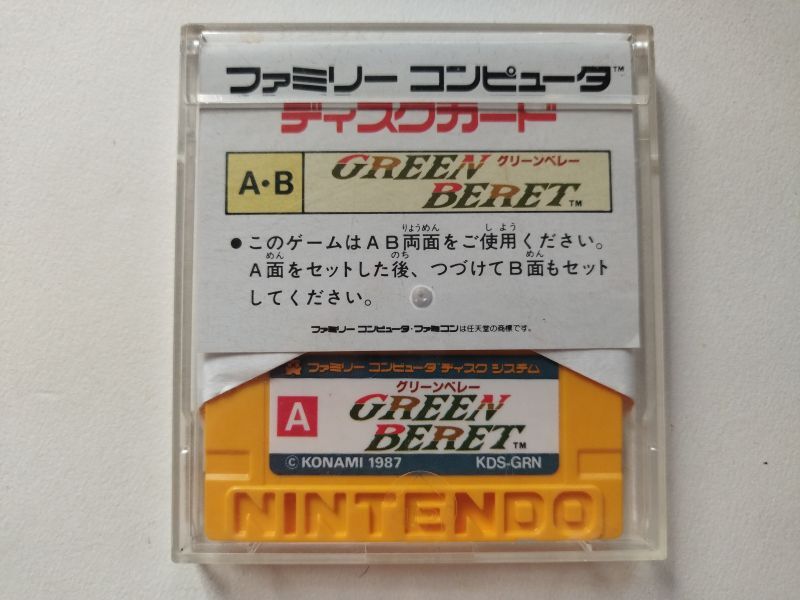 ファミリー コンピュータ™
ディスクカード
A・B
グリーンベレー
GREEN
BERET™
りょうめん しよう
●このゲームはAB両面をご使用ください。
めん のち めん
A面をセットした後、つづけてB面もセット
してください。
ファミリー コンピュータ・ファミコンは任天堂の商標です。
ファミリー コンピュータ ディスク システム
A
グリーンベレー
GREEN
BERET™
©KONAMI 1987 KDS-GRN
NINTENDO